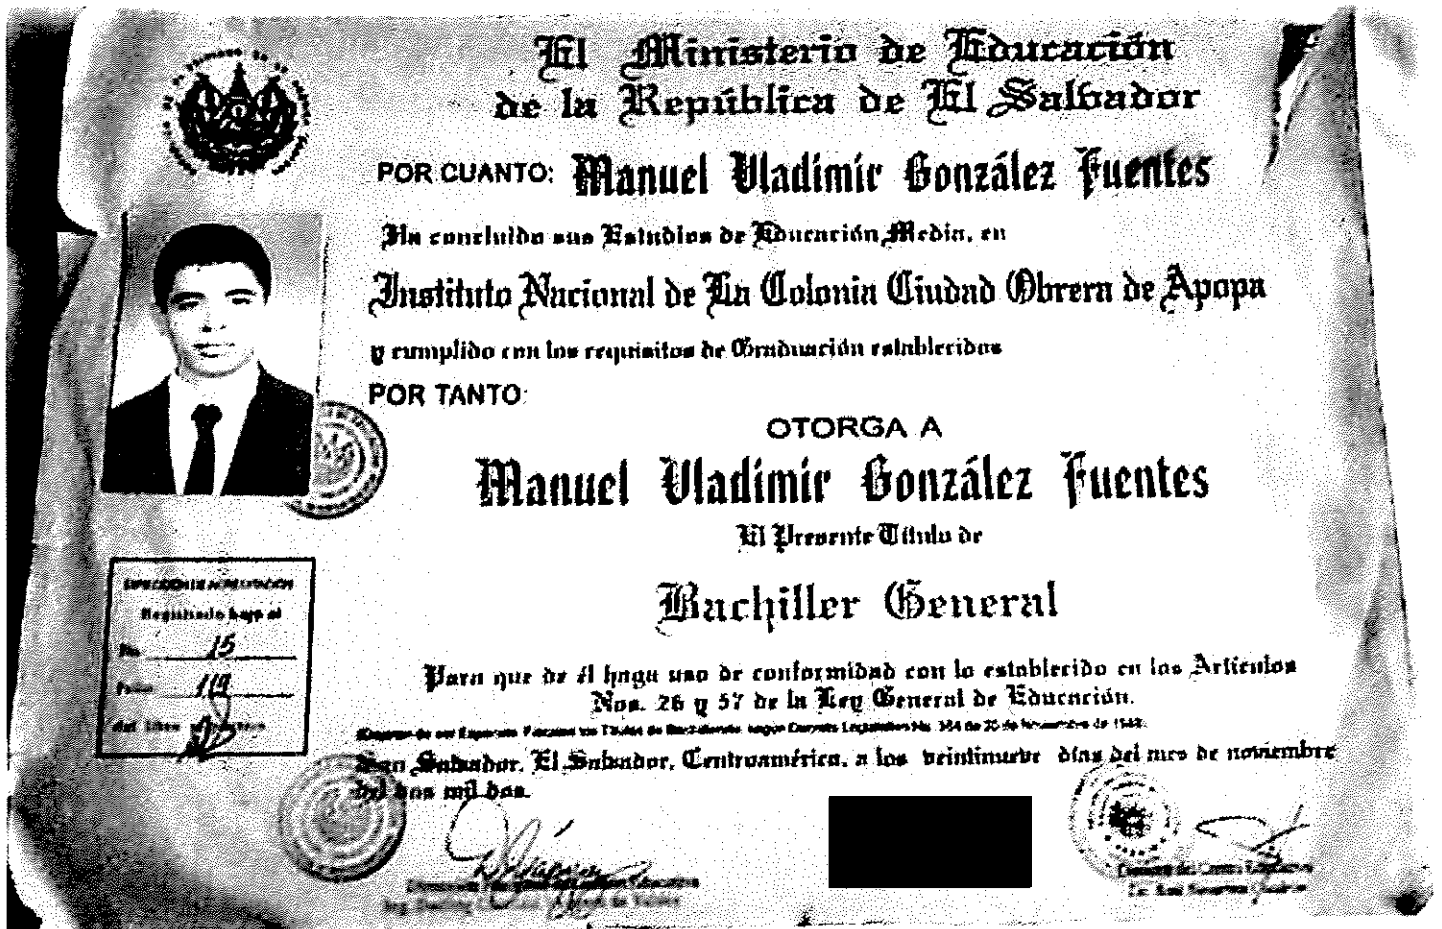 El Ministerio de Educación
de la República de El Salvador
POR CUANTO: Manuel Vladimir González Fuentes
Ha concluido sus Estudios de Educación Media, en
Instituto Nacional de La Colonia Ciudad Obrera de Apopa
y cumplido con los requisitos de Graduación establecidos
POR TANTO:
OTORGA A
Manuel Vladimir González Fuentes
El Presente Título de
Bachiller General
Registrado bajo el
No. 15
Folio 119
del libro
Para que de él haga uso de conformidad con lo establecido en los Artículos
Nos. 26 y 57 de la Ley General de Educación.
San Salvador, El Salvador, Centroamérica, a los veintinueve días del mes de noviembre
del dos mil dos.